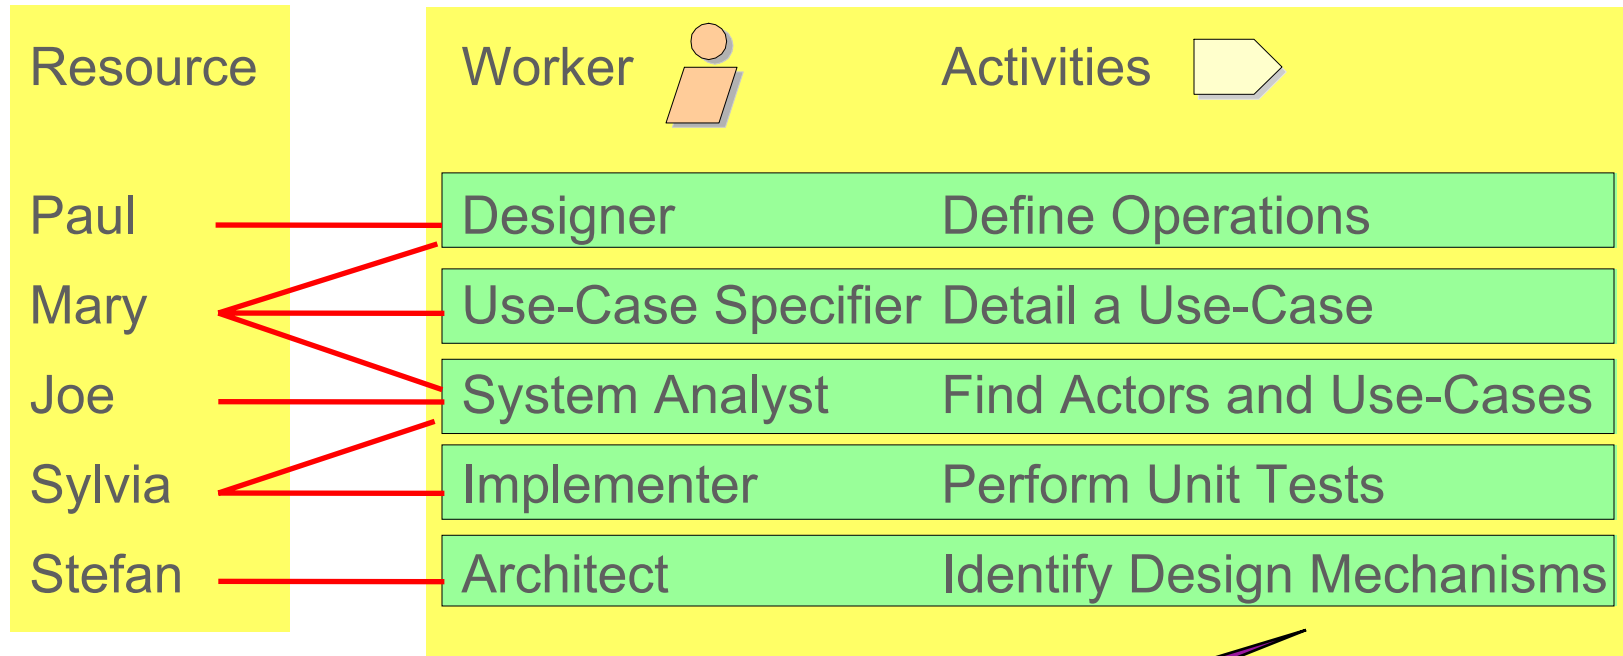 Resource Worker Activities
Paul Designer Define Operations
Mary Use-Case Specifier Detail a Use-Case
Joe System Analyst Find Actors and Use-Cases
Sylvia Implementer Perform Unit Tests
Stefan Architect Identify Design Mechanisms